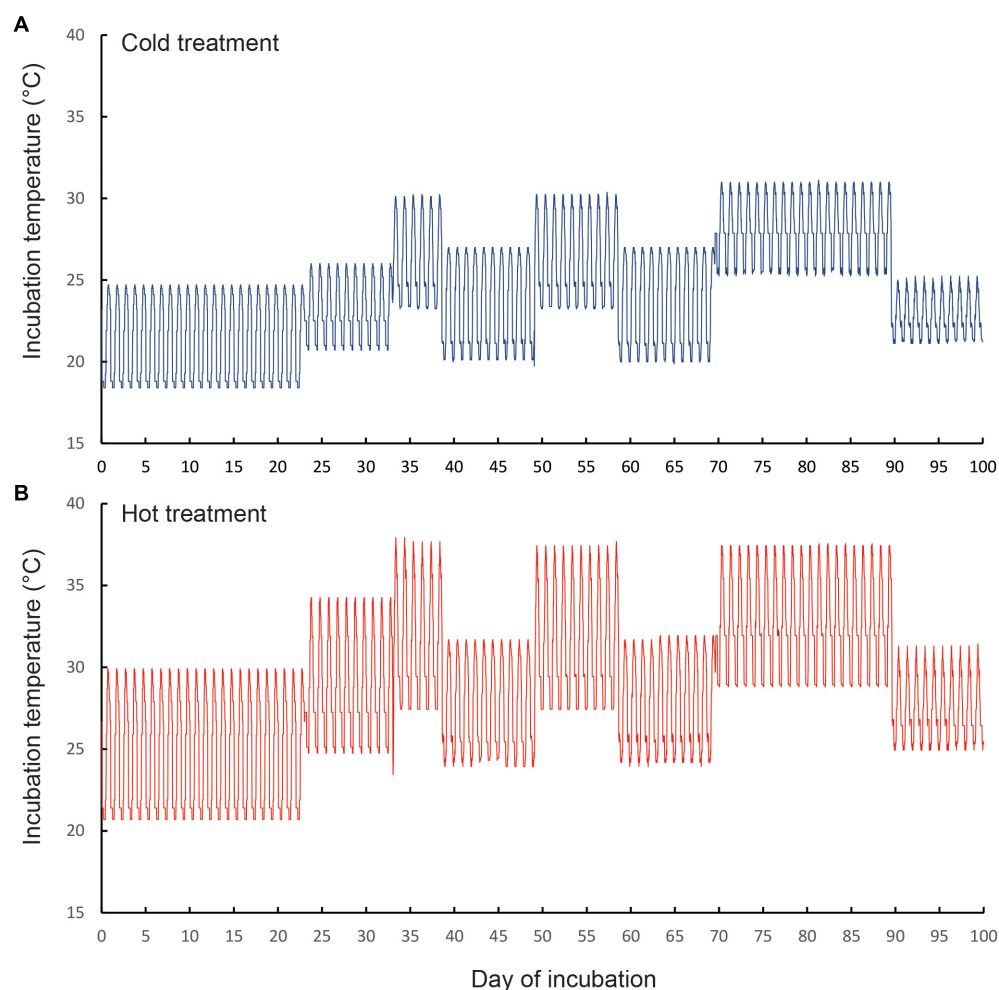 A
Cold treatment
Incubation temperature (°C)
40
35
30
25
20
15
0 5 10 15 20 25 30 35 40 45 50 55 60 65 70 75 80 85 90 95 100
B
Hot treatment
Incubation temperature (°C)
40
35
30
25
20
15
0 5 10 15 20 25 33 35 40 45 50 55 60 65 70 75 80 85 90 95 100
Day of incubation